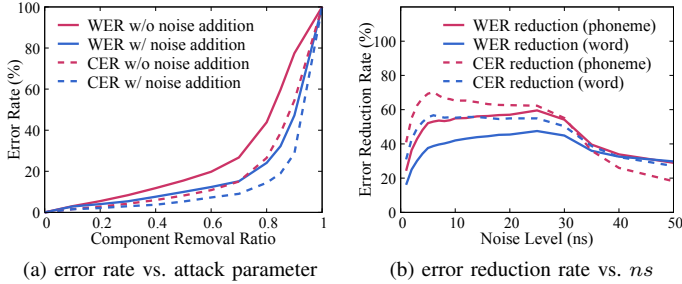 100
80
60
40
20
0
Error Rate (%)
WER w/o noise addition
WER w/ noise addition
CER w/o noise addition
CER w/ noise addition
0 0.2 0.4 0.6 0.8 1
Component Removal Ratio
(a) error rate vs. attack parameter
120
100
80
60
40
20
0
Error Reduction Rate (%)
WER reduction (phoneme)
WER reduction (word)
CER reduction (phoneme)
CER reduction (word)
0 10 20 30 40 50
Noise Level (ns)
(b) error reduction rate vs. ns